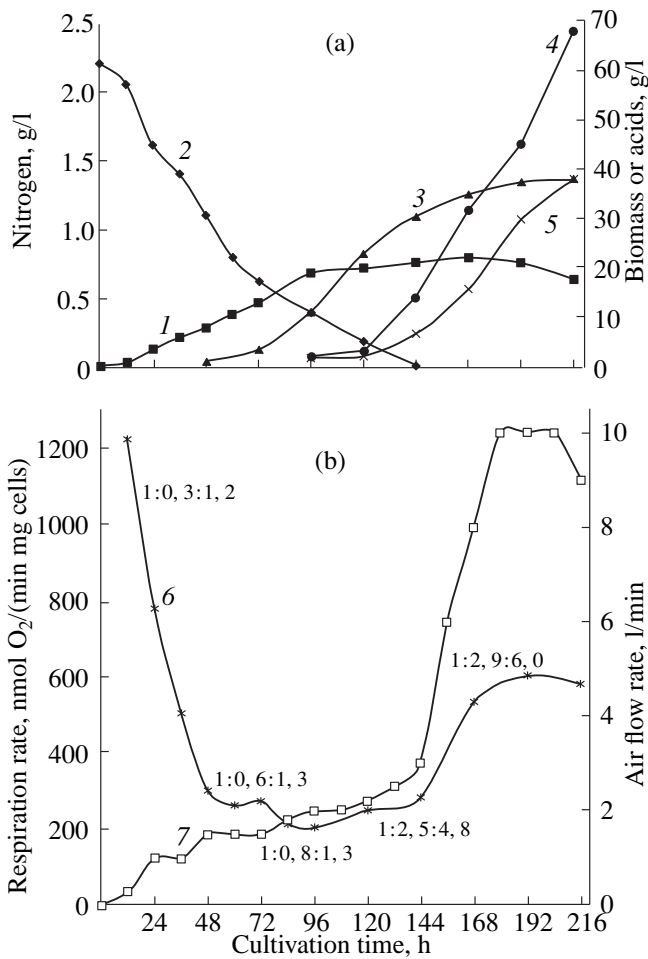 2.5
2.0
1.5
1.0
0.5
0
Nitrogen, g/l
(a)
1
2
3
4
5
70
60
50
40
30
20
10
0
Biomass or acids, g/l
1200
1000
800
600
400
200
0
Respiration rate, nmol O2/(min mg cells)
(b)
1:0, 3:1, 2
6
1:0, 6:1, 3
7
1:0, 8:1, 3
1:2, 5:4, 8
1:2, 9:6, 0
10
8
6
4
2
0
Air flow rate, l/min
24 48 72 96 120 144 168 192 216
Cultivation time, h